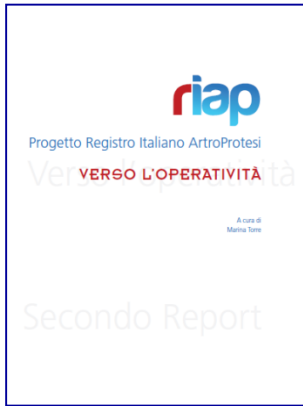 riap
Progetto Registro Italiano ArtroProtesi
Verso l'operatività
VERSO L'OPERATIVITÀ
A cura di
Marina Torre
Secondo Report